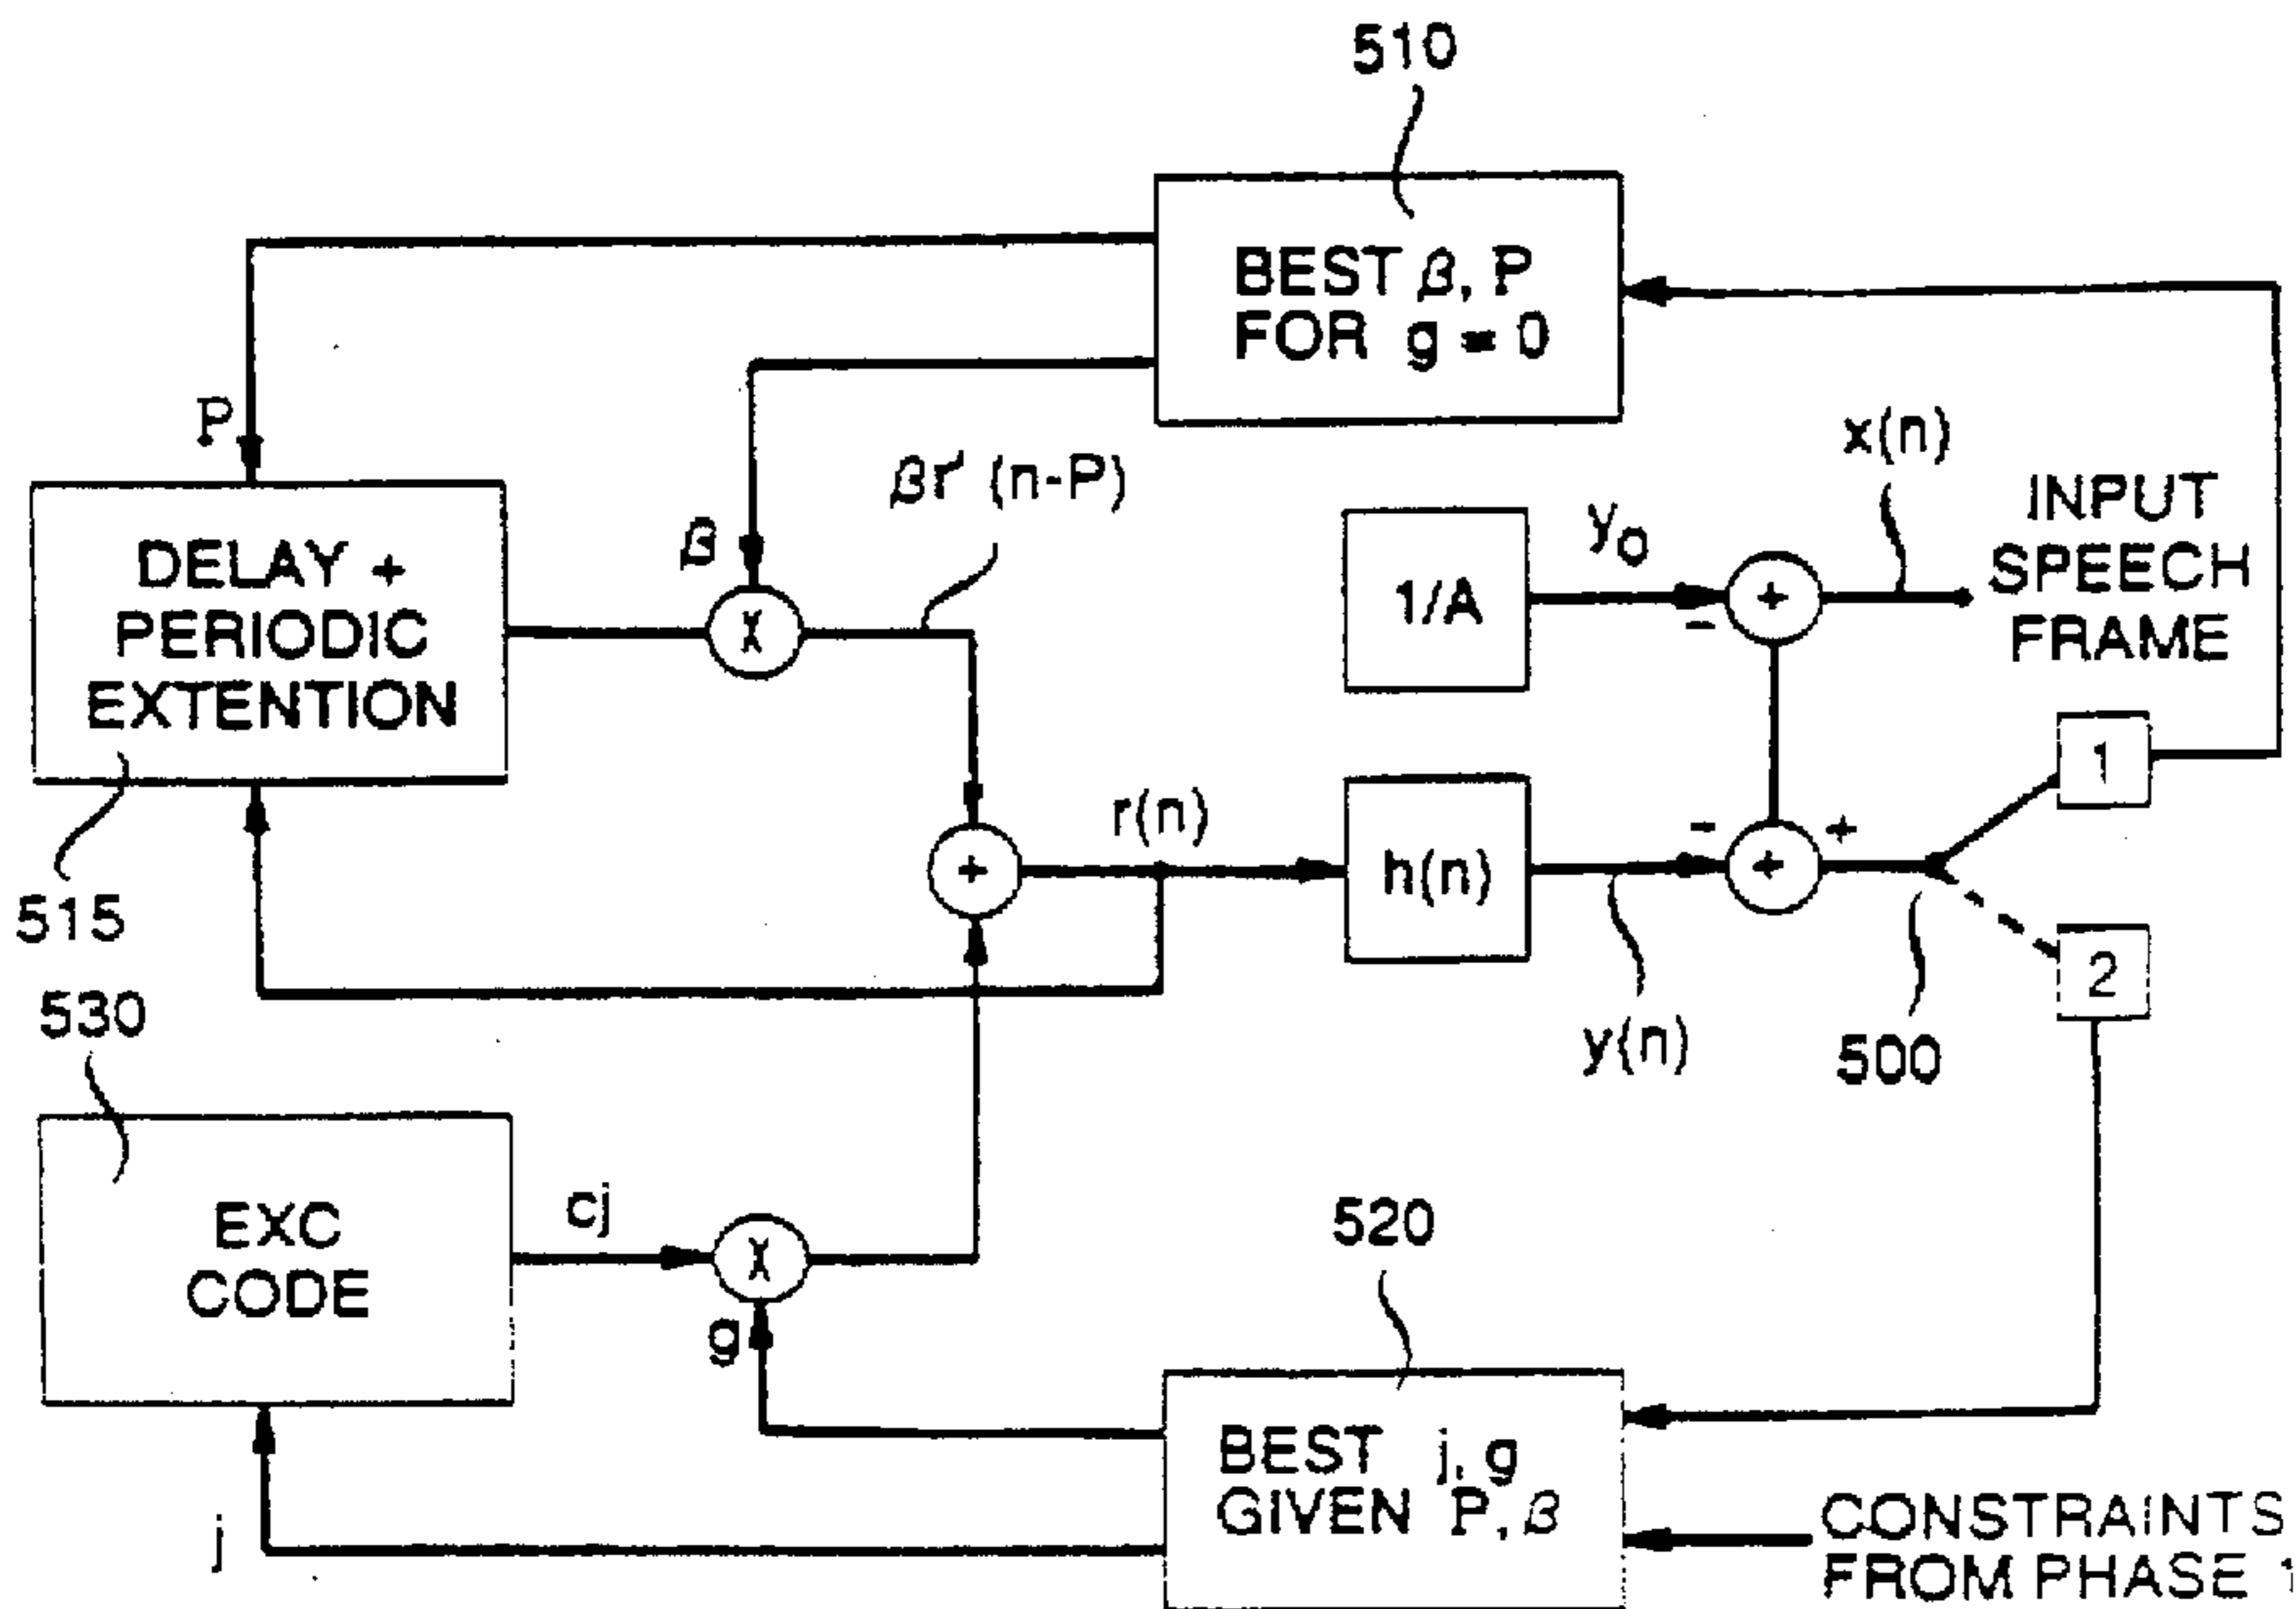 510
BEST β, P
FOR g = 0
P
β
βr' (n-P)
x(n)
INPUT
SPEECH
FRAME
DELAY +
PERIODIC
EXTENTION
X
1/A
y₀
+
-
1
r(n)
-
+
+
h(n)
+
515
2
y(n)
500
530
EXC
CODE
cj
X
520
g
BEST j, g
GIVEN P, β
j
CONSTRAINTS
FROM PHASE 1